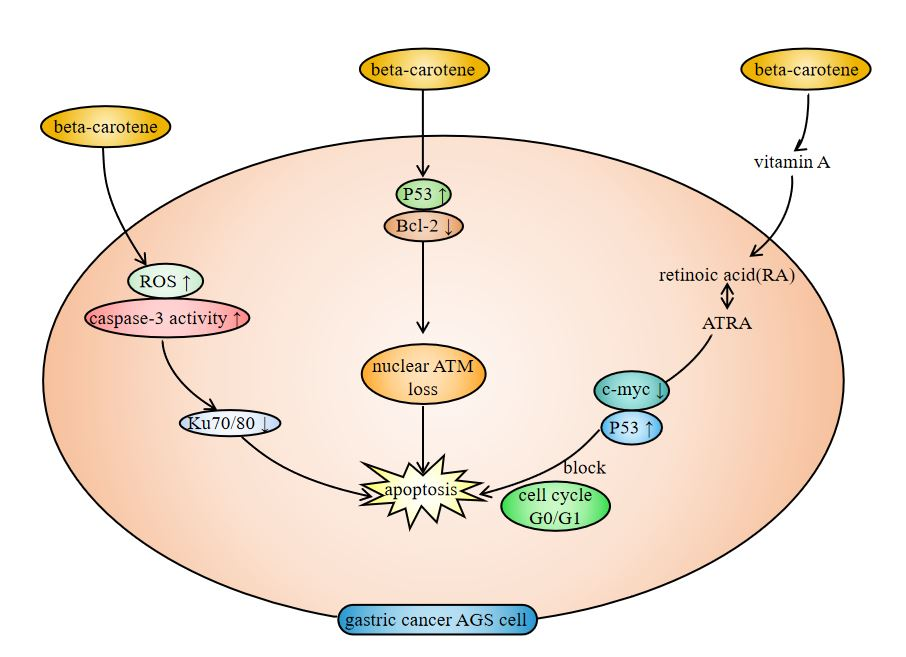 beta-carotene
beta-carotene
beta-carotene
vitamin A
P53 ↑
Bcl-2 ↓
ROS ↑
caspase-3 activity ↑
retinoic acid(RA)
ATRA
nuclear ATM
loss
c-myc ↓
P53 ↑
Ku70/80 ↓
block
apoptosis
cell cycle
G0/G1
gastric cancer AGS cell